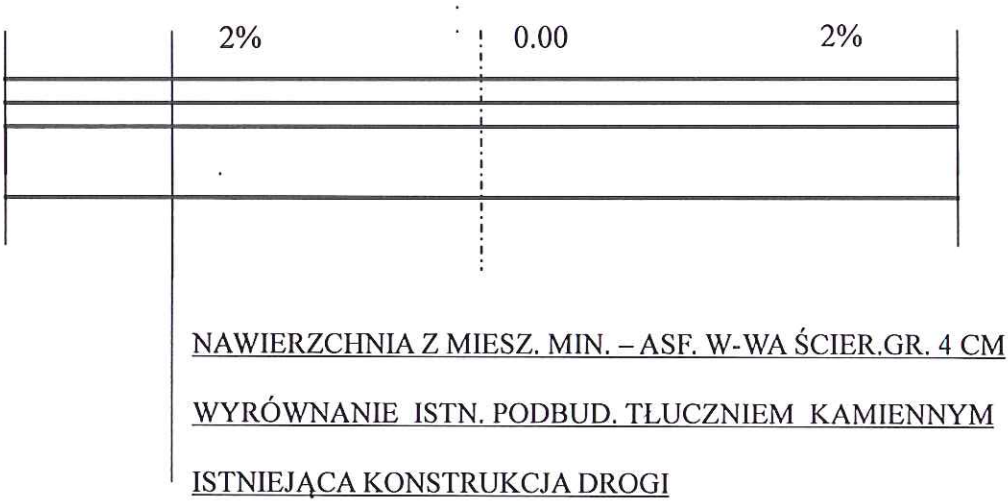 2% 0.00 2%
NAWIERZCHNIA Z MIESZ. MIN. – ASF. W-WA ŚCIER.GR. 4 CM
WYRÓWNANIE ISTN. PODBUD. TŁUCZNIEM KAMIENNYM
ISTNIEJĄCA KONSTRUKCJA DROGI